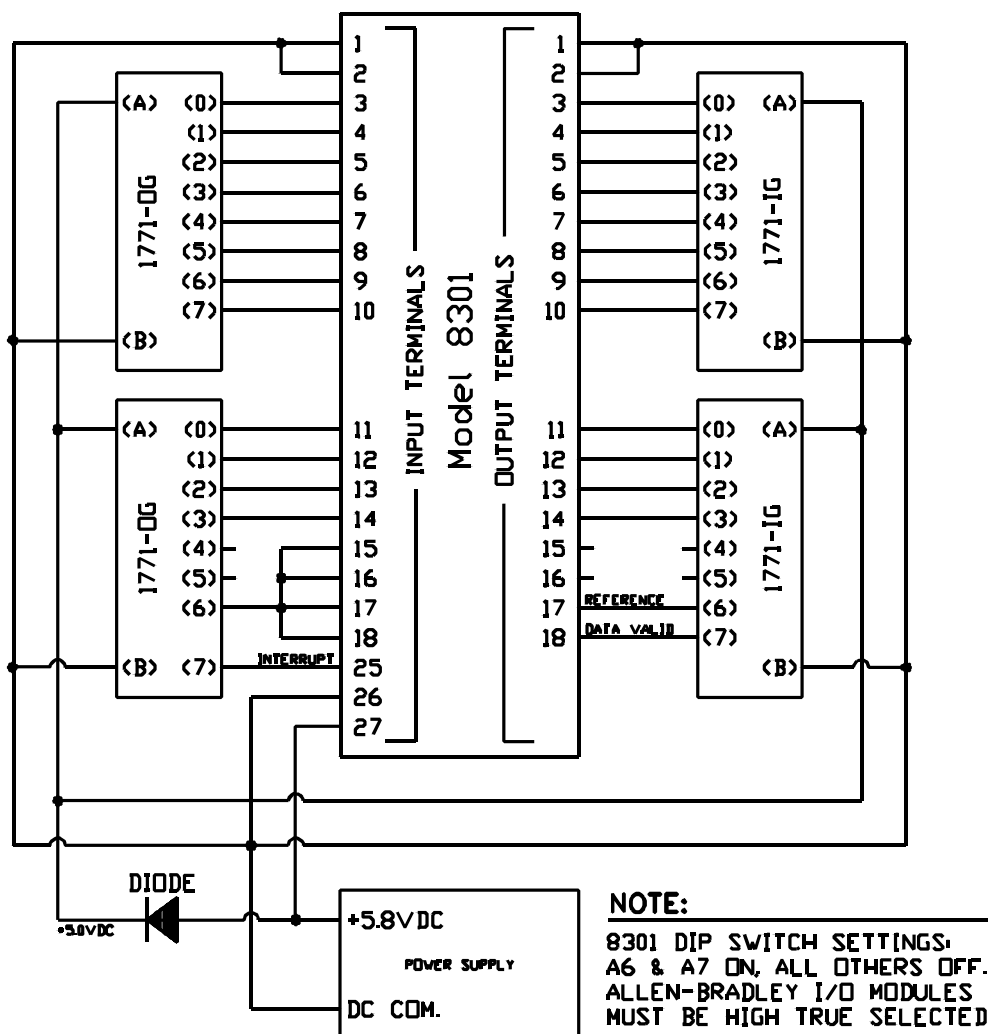 1 1
2 2
(A) (0) 3 3 (0) (A)
(1) 4 4 (1)
(2) 5 5 (2)
(3) 6 6 (3)
(4) 7 7 (4)
(5) 8 8 (5)
(6) 9 9 (6)
(7) 10 10 (7)
(B) (B)
1771-OG
1771-IG
INPUT TERMINALS
Model 8301
OUTPUT TERMINALS
(A) (0) 11 11 (0) (A)
(1) 12 12 (1)
(2) 13 13 (2)
(3) 14 14 (3)
(4) 15 15 (4)
(5) 16 16 (5)
(6) 17 17 REFERENCE (6)
18 18 DATA VALID (7)
(B) (7) INTERRUPT 25 (B)
26
27
1771-OG
1771-IG
DIODE
+5.0VDC
+5.8VDC
POWER SUPPLY
DC COM.
NOTE:
8301 DIP SWITCH SETTINGS:
A6 & A7 ON, ALL OTHERS OFF.
ALLEN-BRADLEY I/O MODULES
MUST BE HIGH TRUE SELECTED